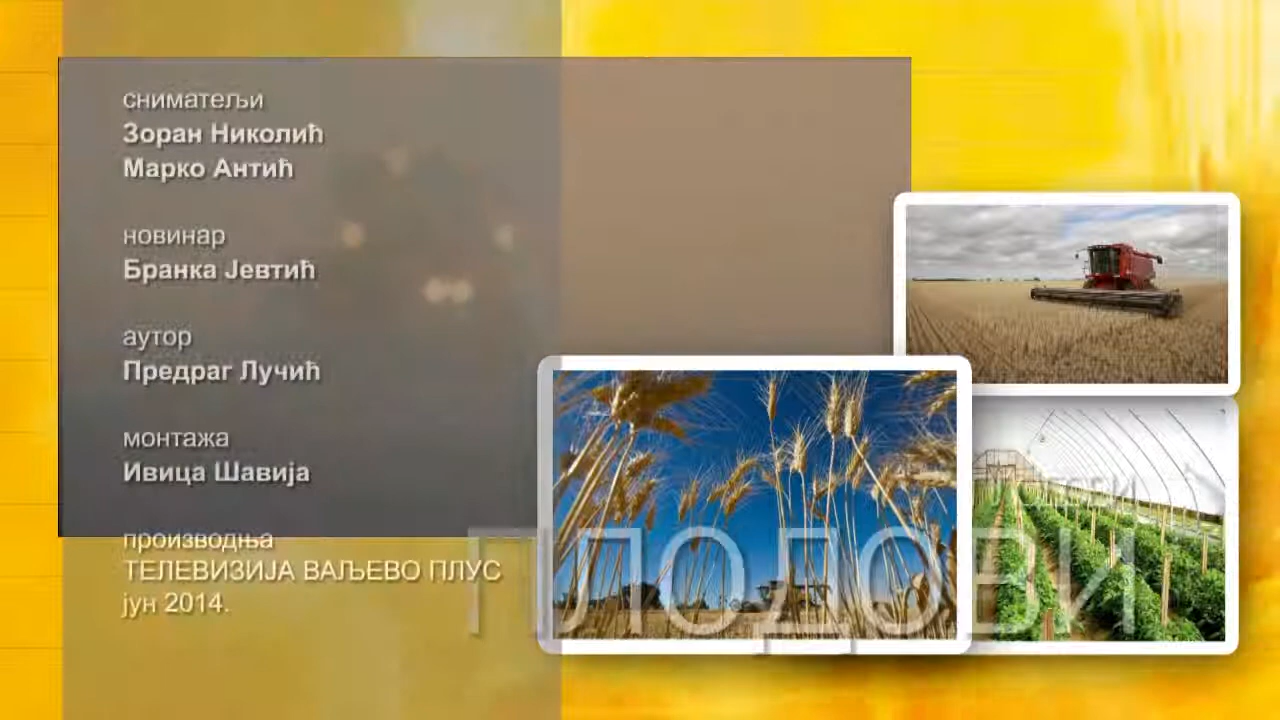 сниматељи
Зоран Николић
Марко Антић
новинар
Бранка Јевтић
аутор
Предраг Лучић
монтажа
Ивица Шавија
производња
ТЕЛЕВИЗИЈА ВАЉЕВО ПЛУС
јун 2014.
ПЛОДОВИ